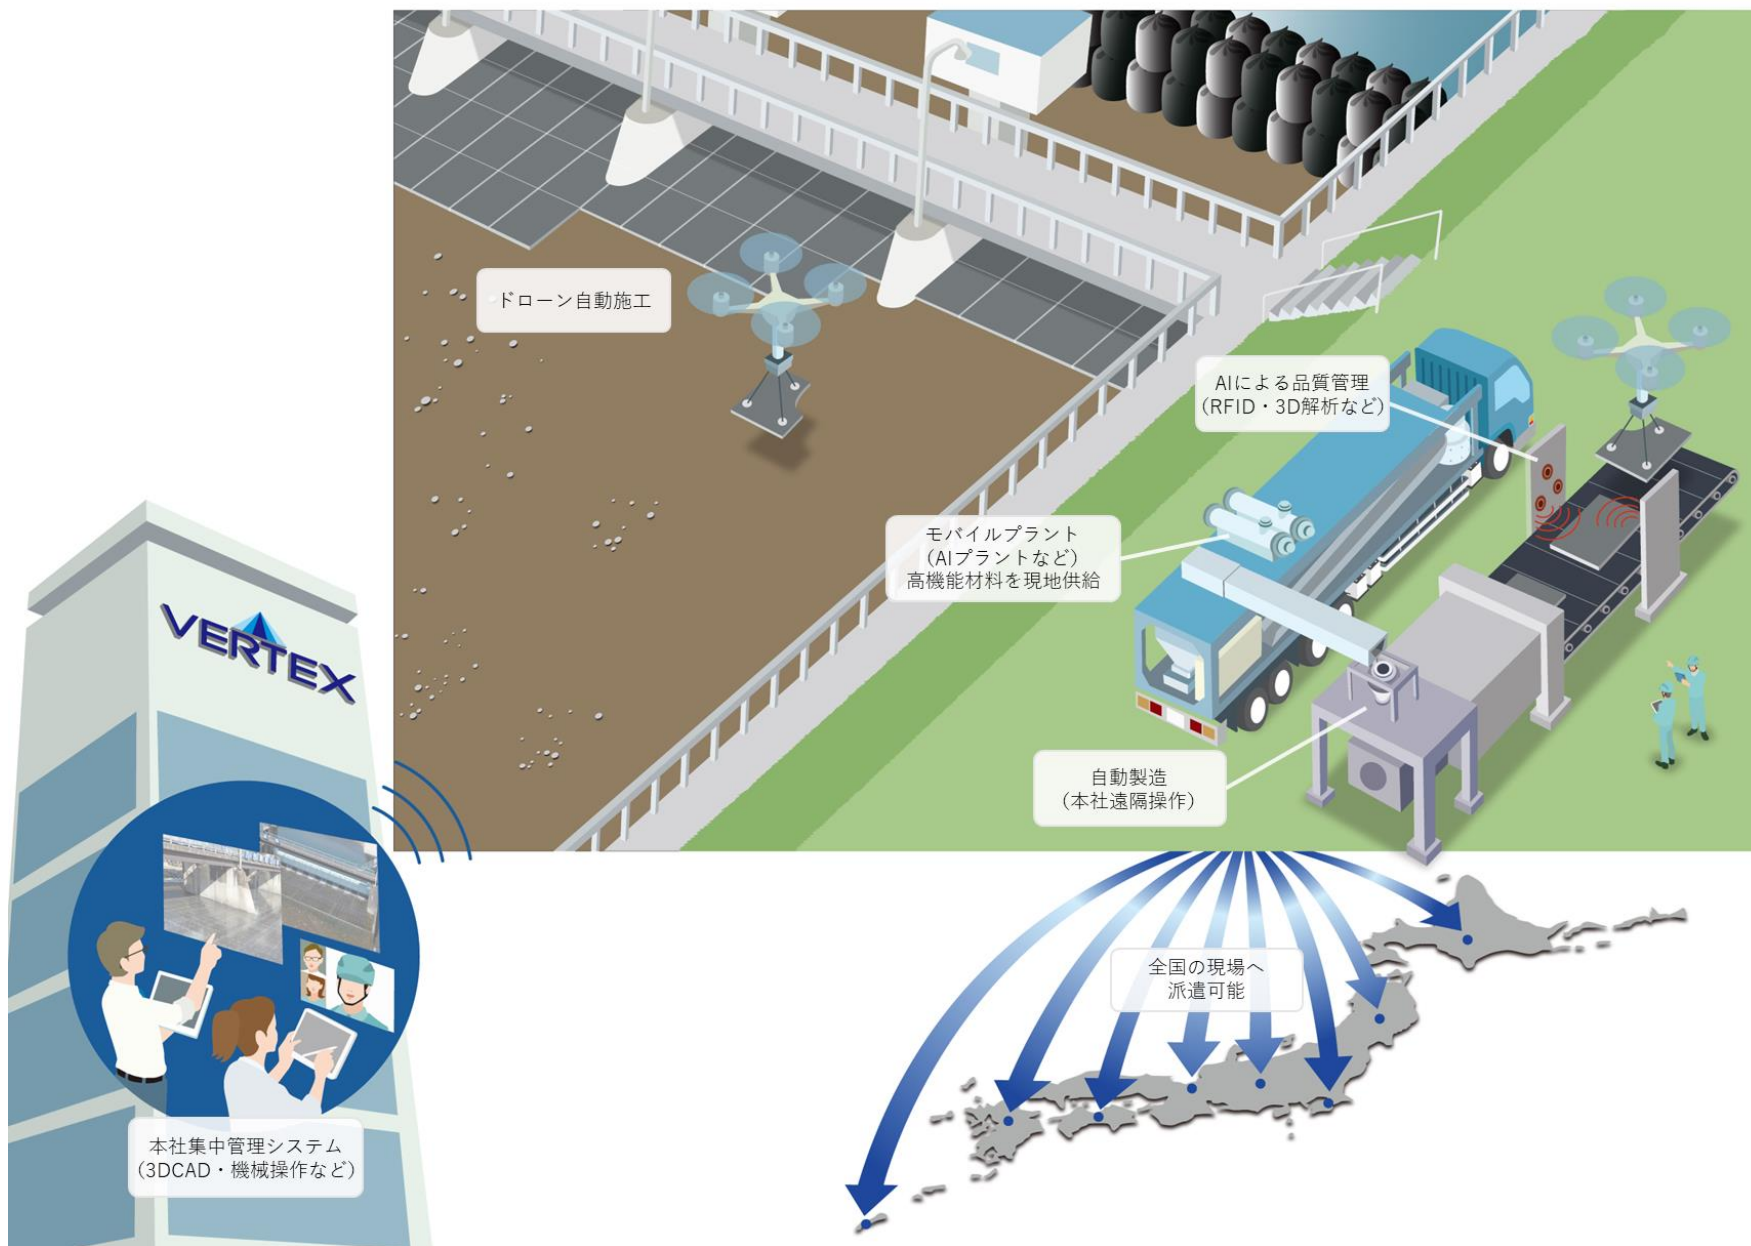 ドローン自動施工
AIによる品質管理
(RFID・3D解析など)
モバイルプラント
(AIプラントなど)
高機能材料を現地供給
VERTEX
自動製造
(本社遠隔操作)
全国の現場へ
派遣可能
本社集中管理システム
(3DCAD・機械操作など)